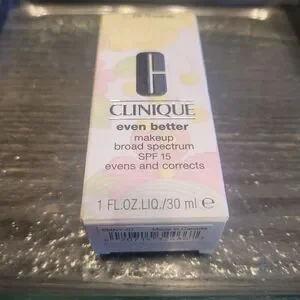 CLINIQUE
even better
makeup
broad spectrum
SPF 15
evens and corrects
1 FL.OZ.LIQ./30 ml e